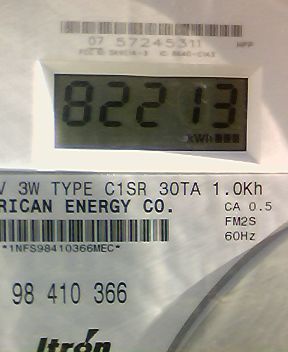 07 57245311
82213
kWh
V 3W TYPE C1SR 30TA 1.0Kh
RICAN ENERGY CO. CA 0.5
FM2S
*1NFS98410366MEC* 60Hz
98 410 366
Itrón